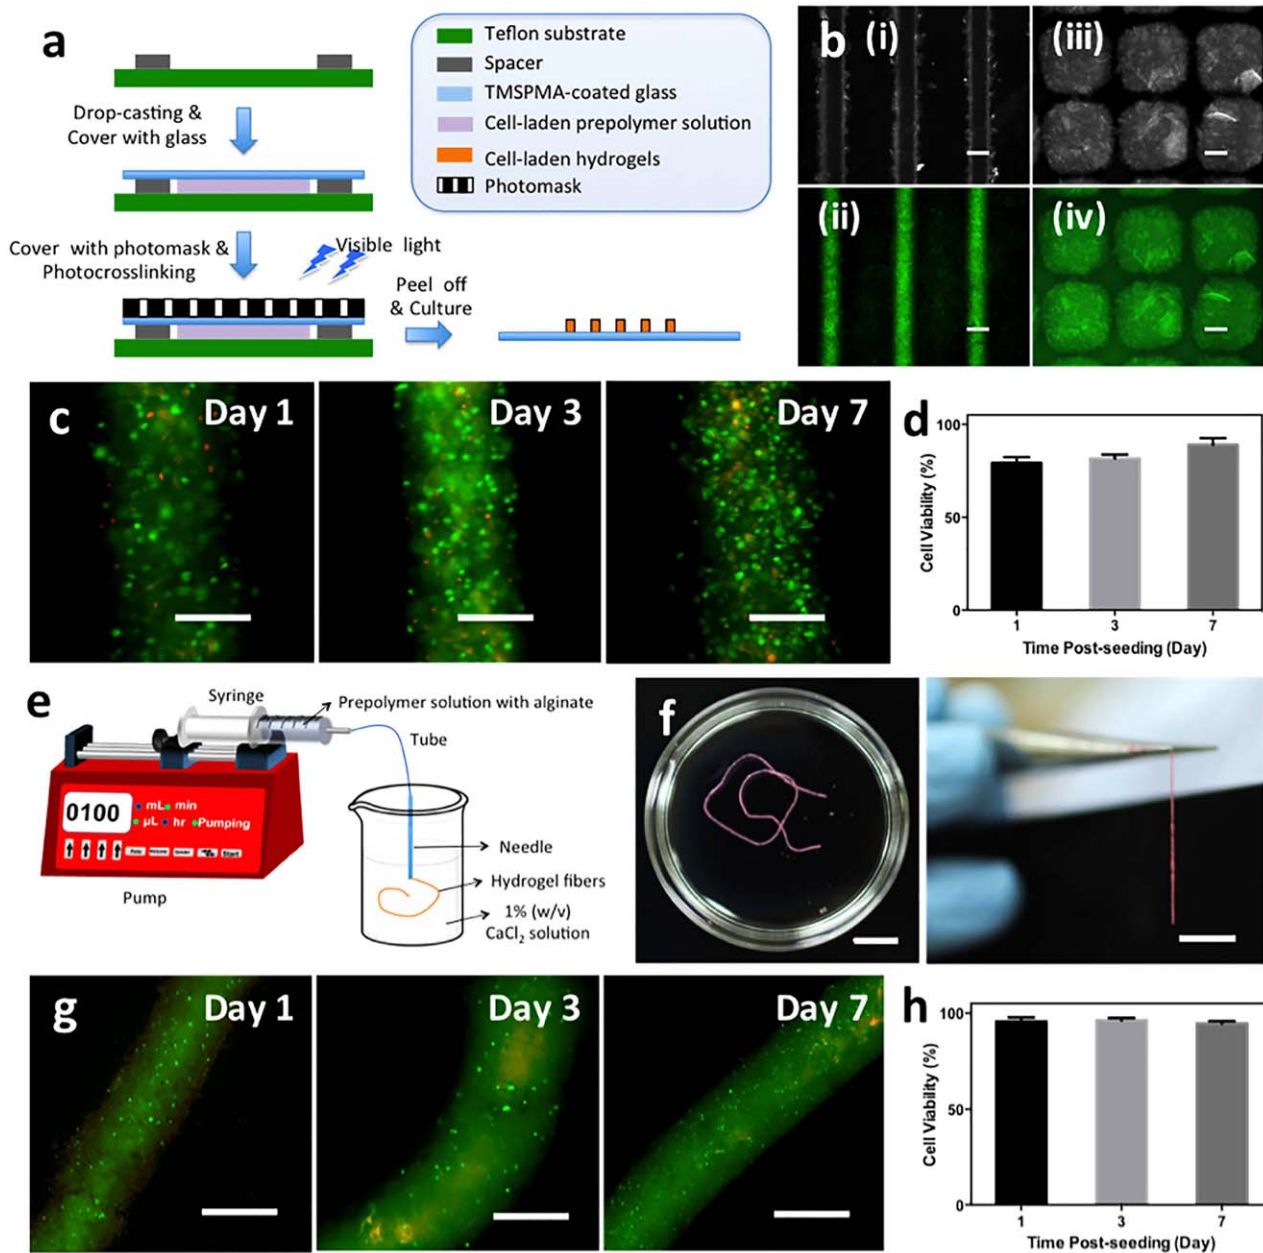 a
Teflon substrate
Spacer
TMSPMA-coated glass
Cell-laden prepolymer solution
Cell-laden hydrogels
Photomask
Drop-casting &
Cover with glass
Cover with photomask &
Photocrosslinking
Visible light
Peel off
& Culture
b
(i)
(ii)
(iii)
(iv)
c
Day 1
Day 3
Day 7
d
Cell Viability (%)
100
50
0
1
3
7
Time Post-seeding (Day)
e
Syringe
Prepolymer solution with alginate
Tube
0100
mL min
µL hr Pumping
Start
Pump
Needle
Hydrogel fibers
1% (w/v)
CaCl₂ solution
f
g
Day 1
Day 3
Day 7
h
Cell Viability (%)
100
50
0
1
3
7
Time Post-seeding (Day)